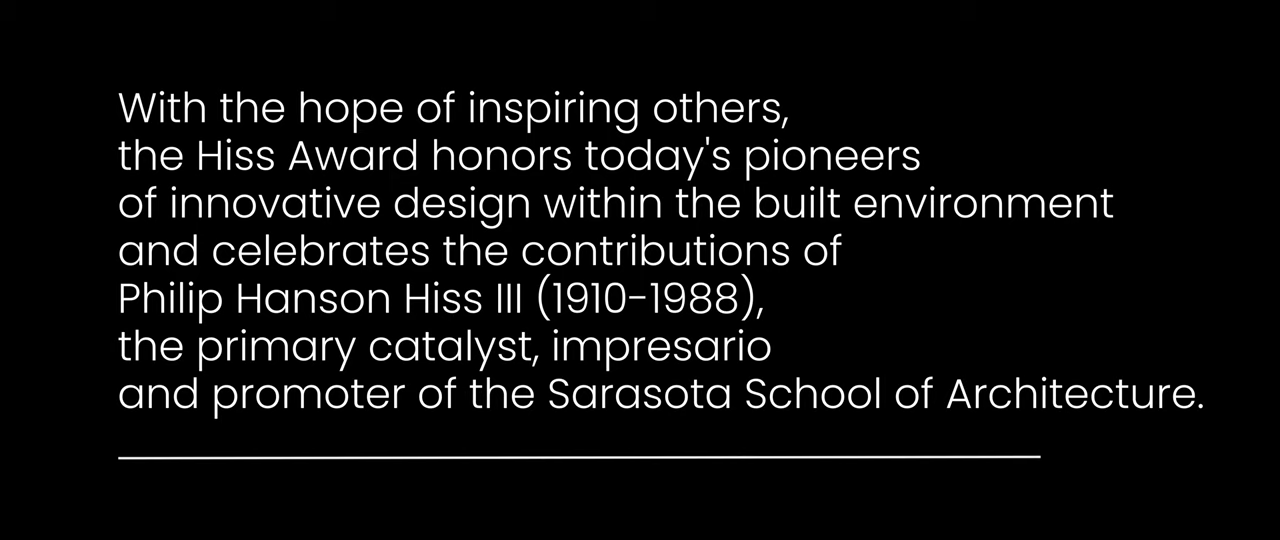 With the hope of inspiring others,
the Hiss Award honors today's pioneers
of innovative design within the built environment
and celebrates the contributions of
Philip Hanson Hiss III (1910-1988),
the primary catalyst, impresario
and promoter of the Sarasota School of Architecture.